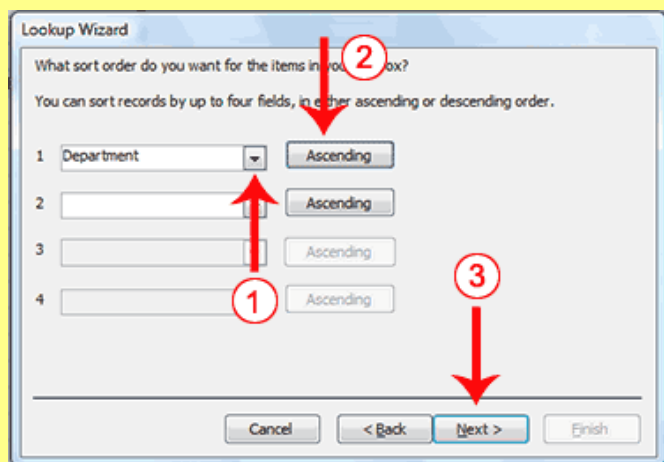 Lookup Wizard
What sort order do you want for the items in box?
You can sort records by up to four fields, in either ascending or descending order.
2
1 Department Ascending
2 Ascending
3 Ascending
4 Ascending
1
3
Cancel < Back Next > Finish